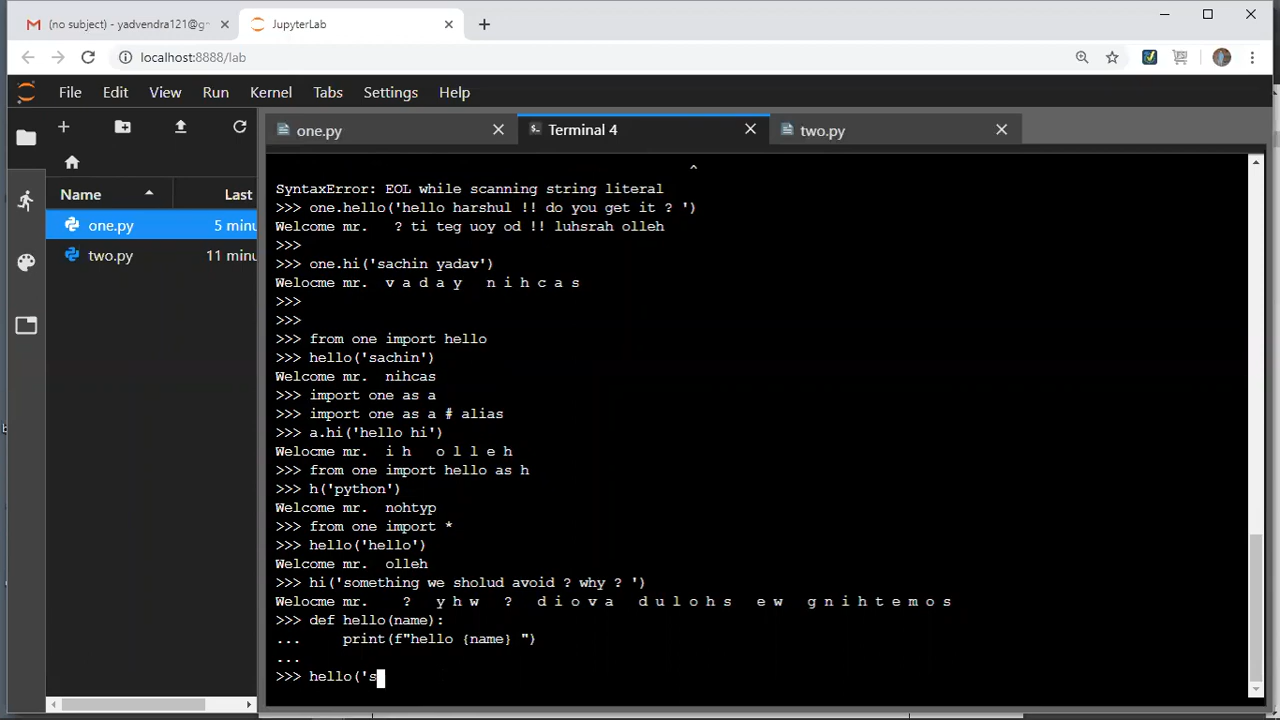 (no subject) - yadvendra121@g
JupyterLab
localhost:8888/lab
File Edit View Run Kernel Tabs Settings Help
one.py
Terminal 4
two.py
Name
Last
one.py 5 minu
two.py 11 minu
^
SyntaxError: EOL while scanning string literal
>>> one.hello('hello harshul !! do you get it ? ')
Welcome mr.   ? ti teg uoy od !! luhsrah olleh
>>>
>>> one.hi('sachin yadav')
Welocme mr.  v a d a y   n i h c a s
>>>
>>>
>>> from one import hello
>>> hello('sachin')
Welcome mr.  nihcas
>>> import one as a
>>> import one as a # alias
>>> a.hi('hello hi')
Welocme mr.  i h   o l l e h
>>> from one import hello as h
>>> h('python')
Welcome mr.  nohtyp
>>> from one import *
>>> hello('hello')
Welcome mr.  olleh
>>> hi('something we sholud avoid ? why ? ')
Welocme mr.    ?   y h w   ?   d i o v a   d u l o h s   e w   g n i h t e m o s
>>> def hello(name):
...     print(f"hello {name} ")
...
>>> hello('s